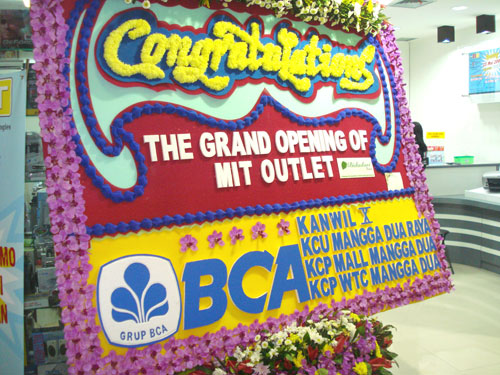 Congratulations
THE GRAND OPENING OF
MIT OUTLET
GRUP BCA
BCA
KANWIL X
KCU MANGGA DUA RAYA
KCP MALL MANGGA DUA
KCP WTC MANGGA DUA